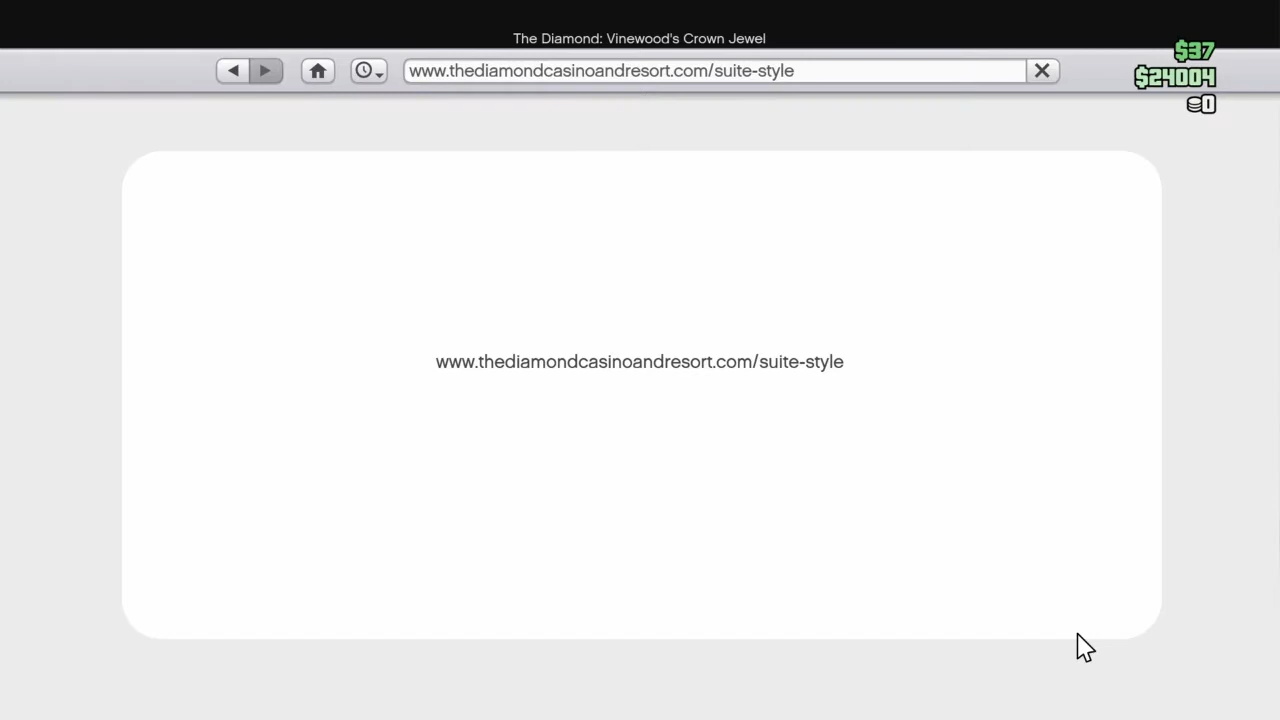 The Diamond: Vinewood's Crown Jewel
www.thediamondcasinoandresort.com/suite-style
$37
$24004
0
www.thediamondcasinoandresort.com/suite-style